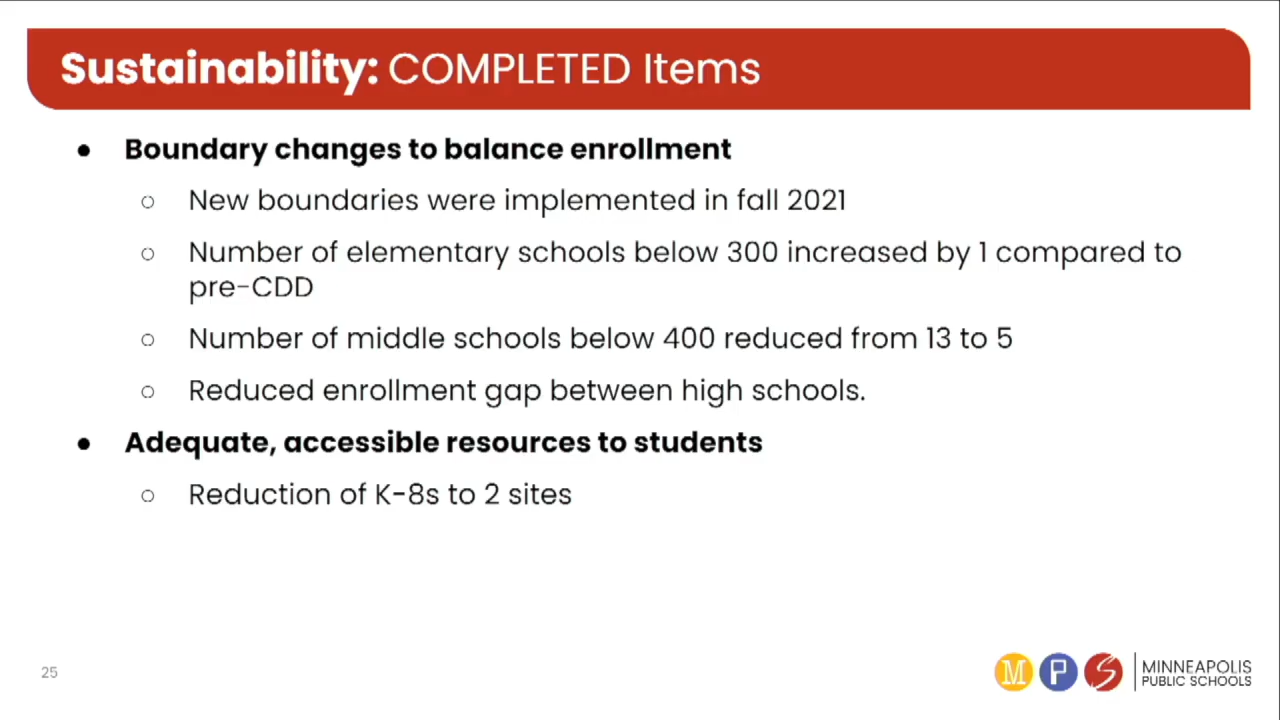 Sustainability: COMPLETED Items
● Boundary changes to balance enrollment
○ New boundaries were implemented in fall 2021
○ Number of elementary schools below 300 increased by 1 compared to
pre-CDD
○ Number of middle schools below 400 reduced from 13 to 5
○ Reduced enrollment gap between high schools.
● Adequate, accessible resources to students
○ Reduction of K-8s to 2 sites
25
M P S
MINNEAPOLIS
PUBLIC SCHOOLS